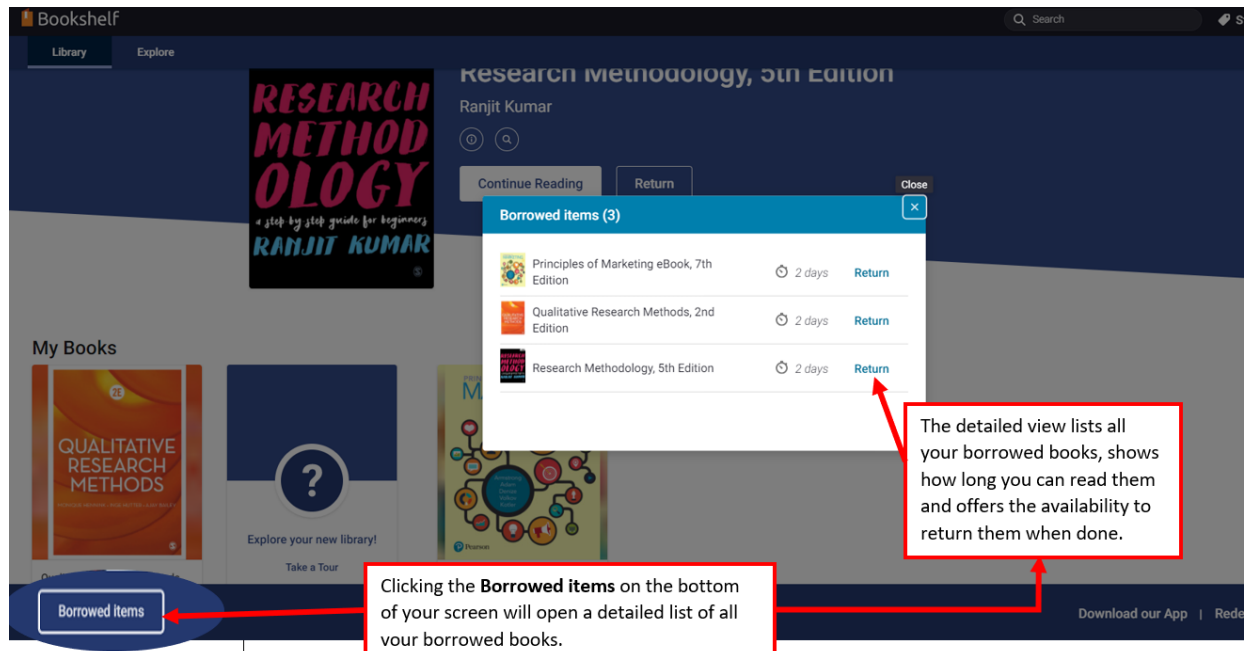 Bookshelf
Search
Library
Explore
Research Methodology, 5th Edition
Ranjit Kumar
RESEARCH
METHOD
OLOGY
a step by step guide for beginners
RANJIT KUMAR
Continue Reading
Return
Close
Borrowed items (3)
Principles of Marketing eBook, 7th
Edition
2 days
Return
Qualitative Research Methods, 2nd
Edition
2 days
Return
Research Methodology, 5th Edition
2 days
Return
My Books
2E
QUALITATIVE
RESEARCH
METHODS
?
Explore your new library!
Take a Tour
Pearson
The detailed view lists all
your borrowed books, shows
how long you can read them
and offers the availability to
return them when done.
Clicking the Borrowed items on the bottom
of your screen will open a detailed list of all
your borrowed books.
Borrowed items
Download our App | Rede